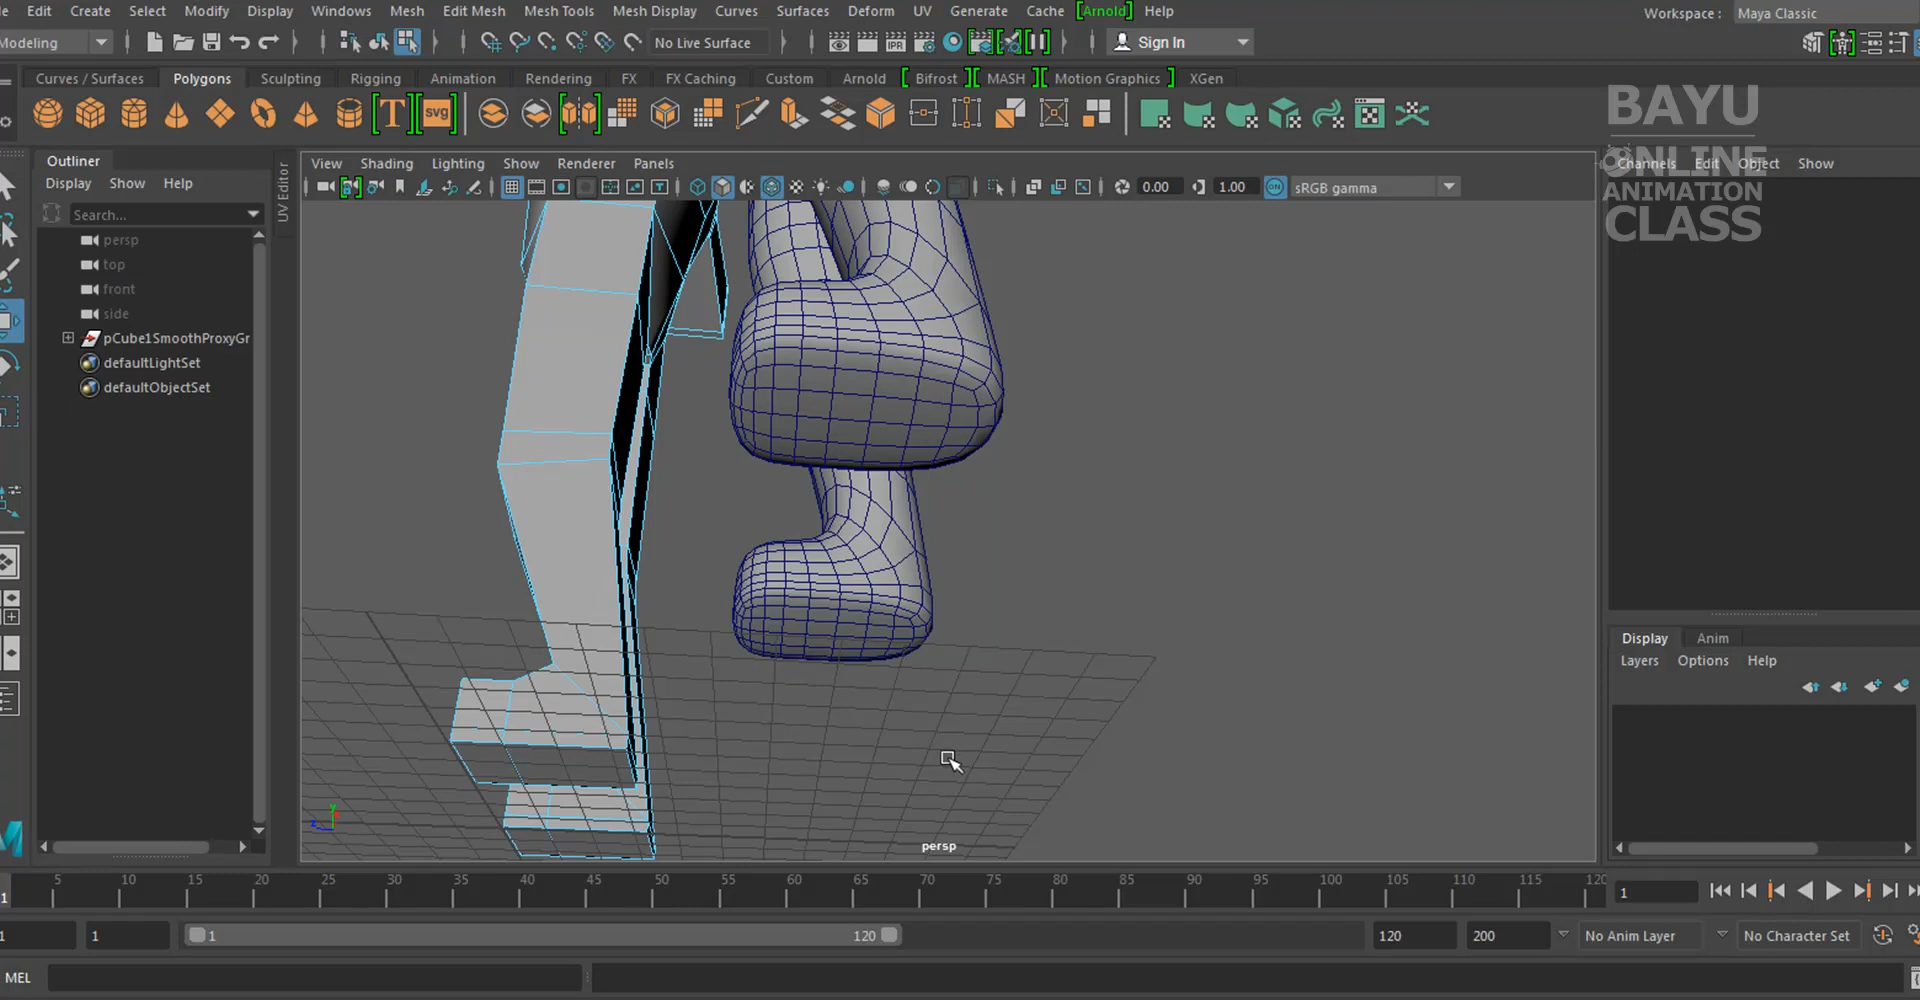 Edit Create Select Modify Display Windows Mesh Edit Mesh Mesh Tools Mesh Display Curves Surfaces Deform UV Generate Cache [Arnold] Help
Workspace : Maya Classic
Modeling
No Live Surface
IPR
Sign In
Curves / Surfaces Polygons Sculpting Rigging Animation Rendering FX FX Caching Custom Arnold Bifrost MASH Motion Graphics XGen
T svg
BAYU
ONLINE
ANIMATION
CLASS
Outliner
Display Show Help
Search...
persp
top
front
side
pCube1SmoothProxyGr
defaultLightSet
defaultObjectSet
UV Editor
View Shading Lighting Show Renderer Panels
0.00 1.00 ON sRGB gamma
y
z
persp
Channels Edit Object Show
Display Anim
Layers Options Help
1 5 10 15 20 25 30 35 40 45 50 55 60 65 70 75 80 85 90 95 100 105 110 115 120
1
1 1 1 120 120 200 No Anim Layer No Character Set
MEL